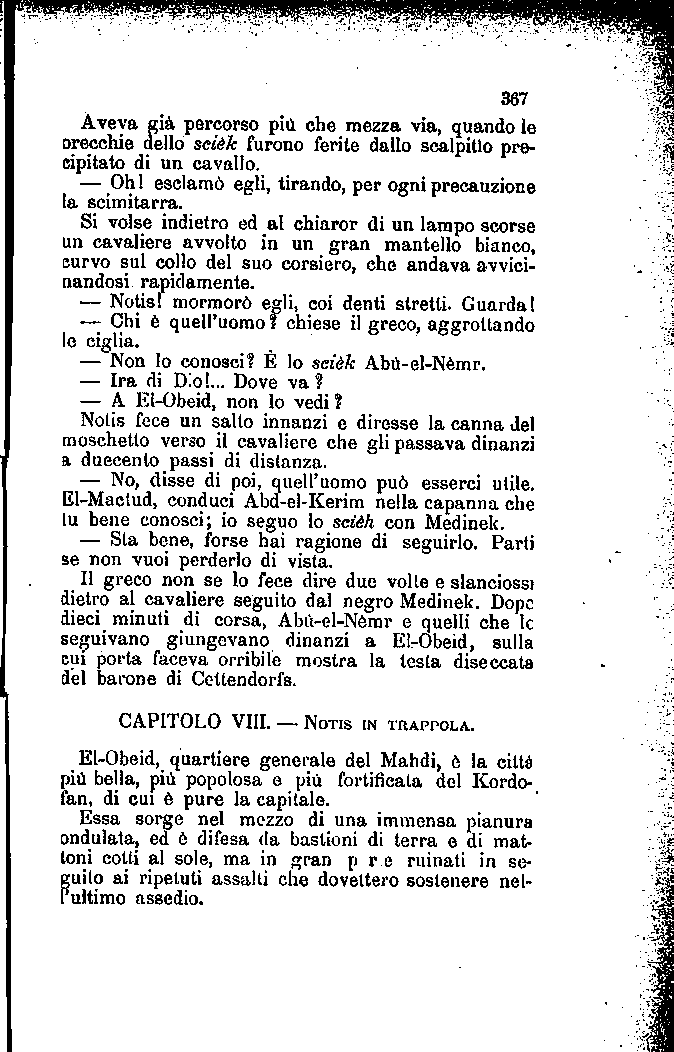 367
Aveva già percorso più che mezza via, quando le
orecchie dello scièk furono ferite dallo scalpitio pre-
cipitato di un cavallo.
— Oh! esclamò egli, tirando, per ogni precauzione
la scimitarra.
Si volse indietro ed al chiaror di un lampo scorse
un cavaliere avvolto in un gran mantello bianco,
curvo sul collo del suo corsiero, che andava avvici-
nandosi rapidamente.
— Notis! mormorò egli, coi denti stretti. Guarda!
— Chi è quell'uomo? chiese il greco, aggrottando
le ciglia.
— Non lo conosci? È lo scièk Abù-el-Nèmr.
— Ira di Dio!... Dove va?
— A El-Obeid, non lo vedi?
Notis fece un salto innanzi e diresse la canna del
moschetto verso il cavaliere che gli passava dinanzi
a duecento passi di distanza.
— No, disse di poi, quell'uomo può esserci utile.
El-Mactud, conduci Abd-el-Kerim nella capanna che
tu bene conosci; io seguo lo scièk con Medinek.
— Sta bene, forse hai ragione di seguirlo. Parti
se non vuoi perderlo di vista.
Il greco non se lo fece dire due volte e slanciossi
dietro al cavaliere seguito dal negro Medinek. Dopo
dieci minuti di corsa, Abù-el-Nèmr e quelli che lo
seguivano giungevano dinanzi a El-Obeid, sulla
cui porta faceva orribile mostra la testa diseccata
del barone di Cettendorfs.
CAPITOLO VIII. — NOTIS IN TRAPPOLA.
El-Obeid, quartiere generale del Mahdi, è la città
più bella, più popolosa e più fortificata del Kordo-
fan, di cui è pure la capitale.
Essa sorge nel mezzo di una immensa pianura
ondulata, ed è difesa da bastioni di terra e di mat-
toni cotti al sole, ma in gran p r e ruinati in se-
guito ai ripetuti assalti che dovettero sostenere nel-
l'ultimo assedio.